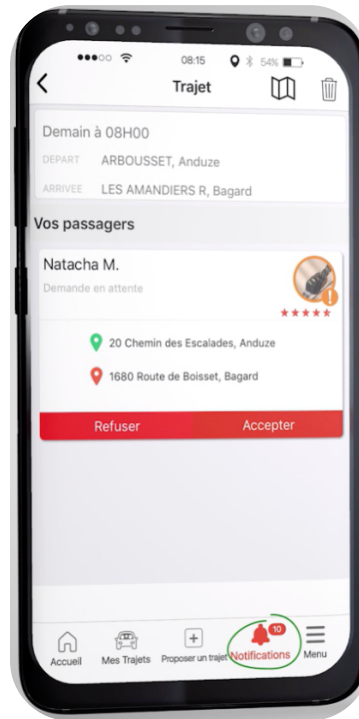 08:15
54%
Trajet
Demain à 08H00
DEPART ARBOUSSET, Anduze
ARRIVEE LES AMANDIERS R, Bagard
Vos passagers
Natacha M.
Demande en attente
20 Chemin des Escalades, Anduze
1680 Route de Boisset, Bagard
Refuser Accepter
10
Accueil Mes Trajets Proposer un trajet Notifications Menu